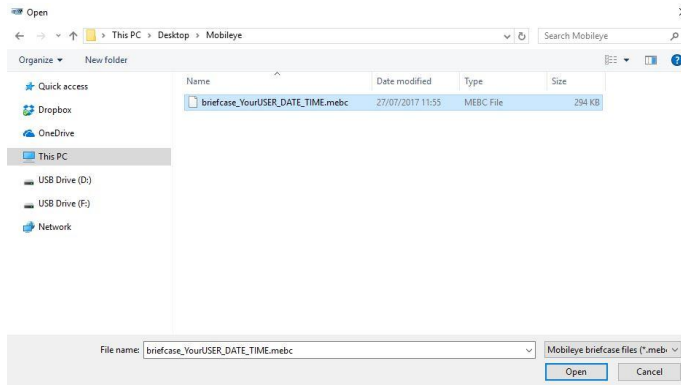 Open
This PC > Desktop > Mobileye
Search Mobileye
Organize
New folder
Name
Date modified
Type
Size
Quick access
briefcase_YourUSER_DATE_TIME.mebc
27/07/2017 11:55
MEBC File
294 KB
Dropbox
OneDrive
This PC
USB Drive (D:)
USB Drive (F:)
Network
File name:
briefcase_YourUSER_DATE_TIME.mebc
Mobileye briefcase files (*.meb
Open
Cancel